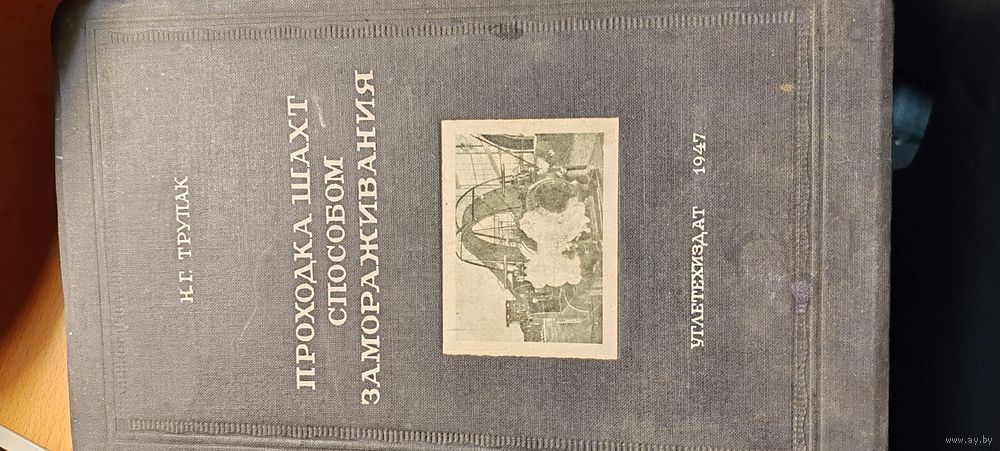 Н.Г. ТРУПАК
ПРОХОДКА ШАХТ
СПОСОБОМ
ЗАМОРАЖИВАНИЯ
УГЛЕТЕХИЗДАТ 1947
www.ay.by